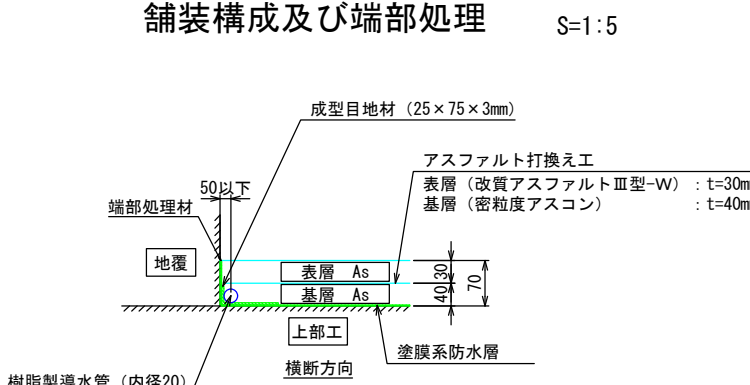 舗装構成及び端部処理 S=1:5
成型目地材（25×75×3mm）
アスファルト打換え工
表層（改質アスファルトⅢ型-W）：t=30m
基層（密粒度アスコン）：t=40m
50以下
端部処理材
地覆
表層 As
基層 As
30
40
70
上部工
塗膜系防水層
横断方向
樹脂製導水管（内径20）